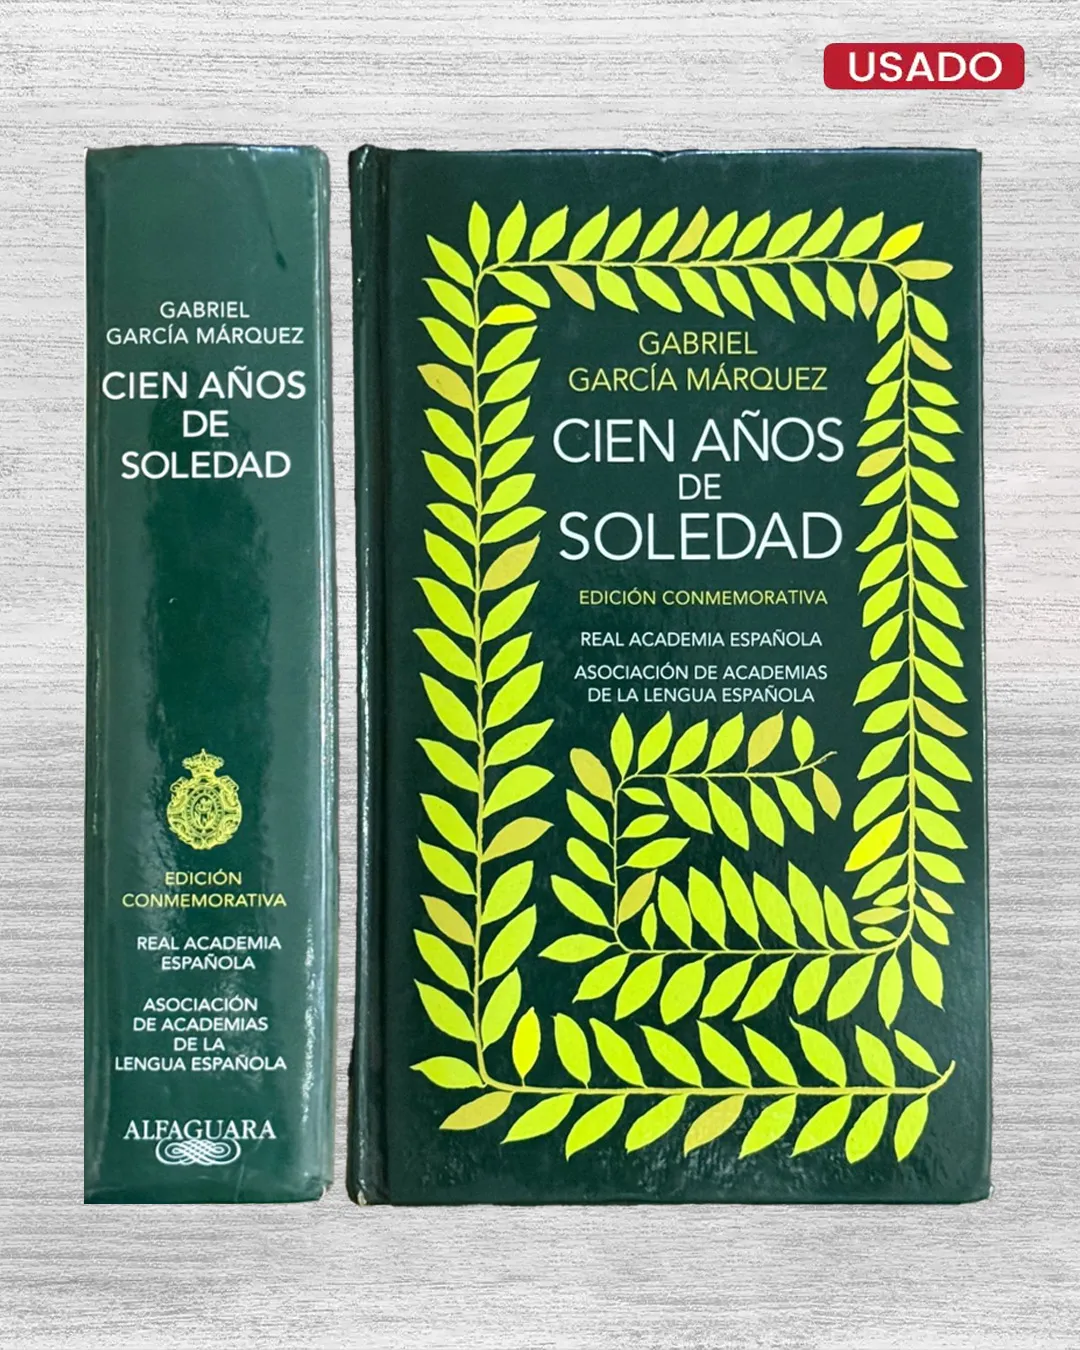 USADO
GABRIEL
GARCÍA MÁRQUEZ
CIEN AÑOS
DE
SOLEDAD
EDICIÓN
CONMEMORATIVA
REAL ACADEMIA
ESPAÑOLA
ASOCIACIÓN
DE ACADEMIAS
DE LA
LENGUA ESPAÑOLA
ALFAGUARA
GABRIEL
GARCÍA MÁRQUEZ
CIEN AÑOS
DE
SOLEDAD
EDICIÓN CONMEMORATIVA
REAL ACADEMIA ESPAÑOLA
ASOCIACIÓN DE ACADEMIAS
DE LA LENGUA ESPAÑOLA